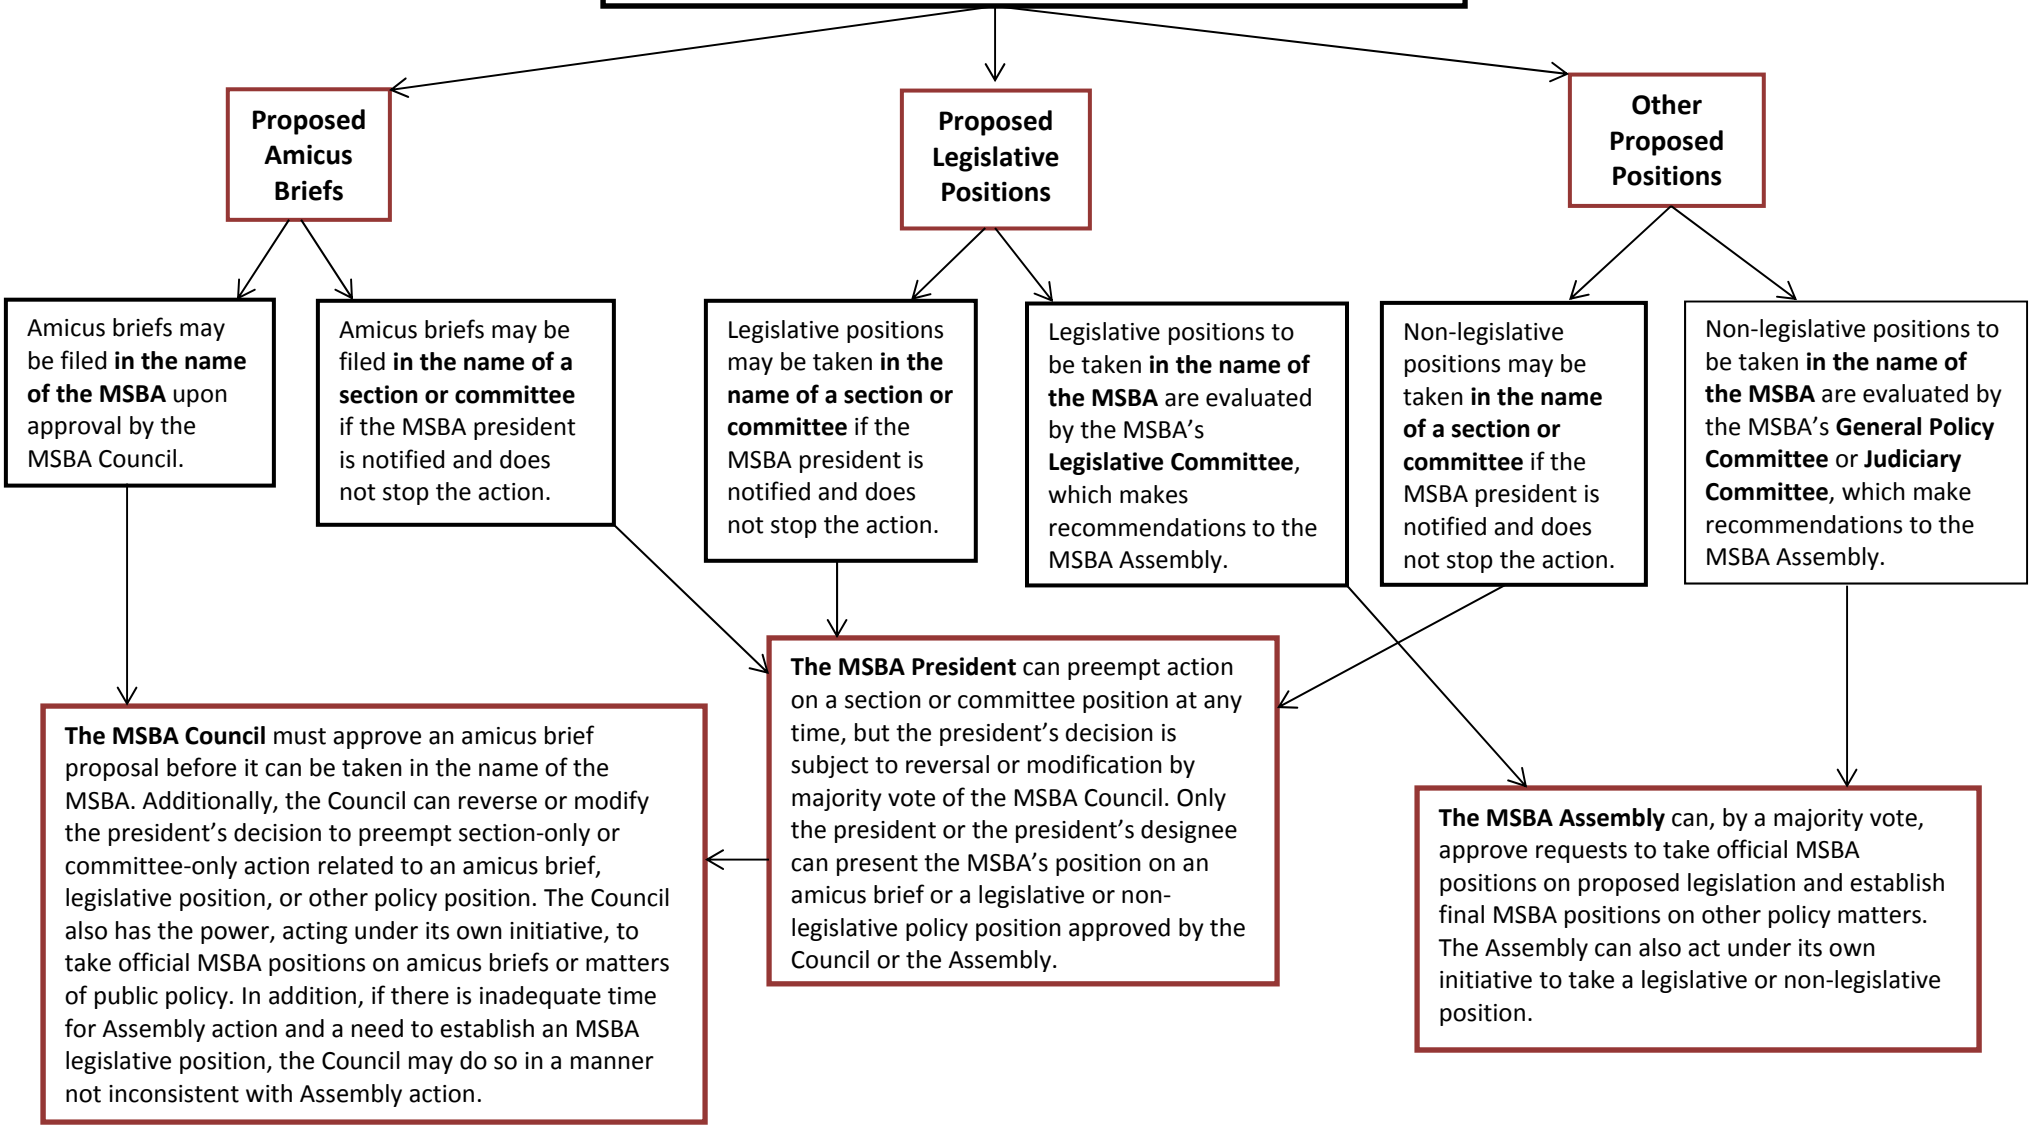 Proposed
Amicus
Briefs
Proposed
Legislative
Positions
Other
Proposed
Positions
Amicus briefs may
be filed in the name
of the MSBA upon
approval by the
MSBA Council.
Amicus briefs may be
filed in the name of a
section or committee
if the MSBA president
is notified and does
not stop the action.
Legislative positions
may be taken in the
name of a section or
committee if the
MSBA president is
notified and does
not stop the action.
Legislative positions to
be taken in the name of
the MSBA are evaluated
by the MSBA’s
Legislative Committee,
which makes
recommendations to the
MSBA Assembly.
Non-legislative
positions may be
taken in the name
of a section or
committee if the
MSBA president is
notified and does
not stop the action.
Non-legislative positions to
be taken in the name of
the MSBA are evaluated by
the MSBA’s General Policy
Committee or Judiciary
Committee, which make
recommendations to the
MSBA Assembly.
The MSBA Council must approve an amicus brief
proposal before it can be taken in the name of the
MSBA. Additionally, the Council can reverse or modify
the president’s decision to preempt section-only or
committee-only action related to an amicus brief,
legislative position, or other policy position. The Council
also has the power, acting under its own initiative, to
take official MSBA positions on amicus briefs or matters
of public policy. In addition, if there is inadequate time
for Assembly action and a need to establish an MSBA
legislative position, the Council may do so in a manner
not inconsistent with Assembly action.
The MSBA President can preempt action
on a section or committee position at any
time, but the president’s decision is
subject to reversal or modification by
majority vote of the MSBA Council. Only
the president or the president’s designee
can present the MSBA’s position on an
amicus brief or a legislative or non-
legislative policy position approved by the
Council or the Assembly.
The MSBA Assembly can, by a majority vote,
approve requests to take official MSBA
positions on proposed legislation and establish
final MSBA positions on other policy matters.
The Assembly can also act under its own
initiative to take a legislative or non-legislative
position.